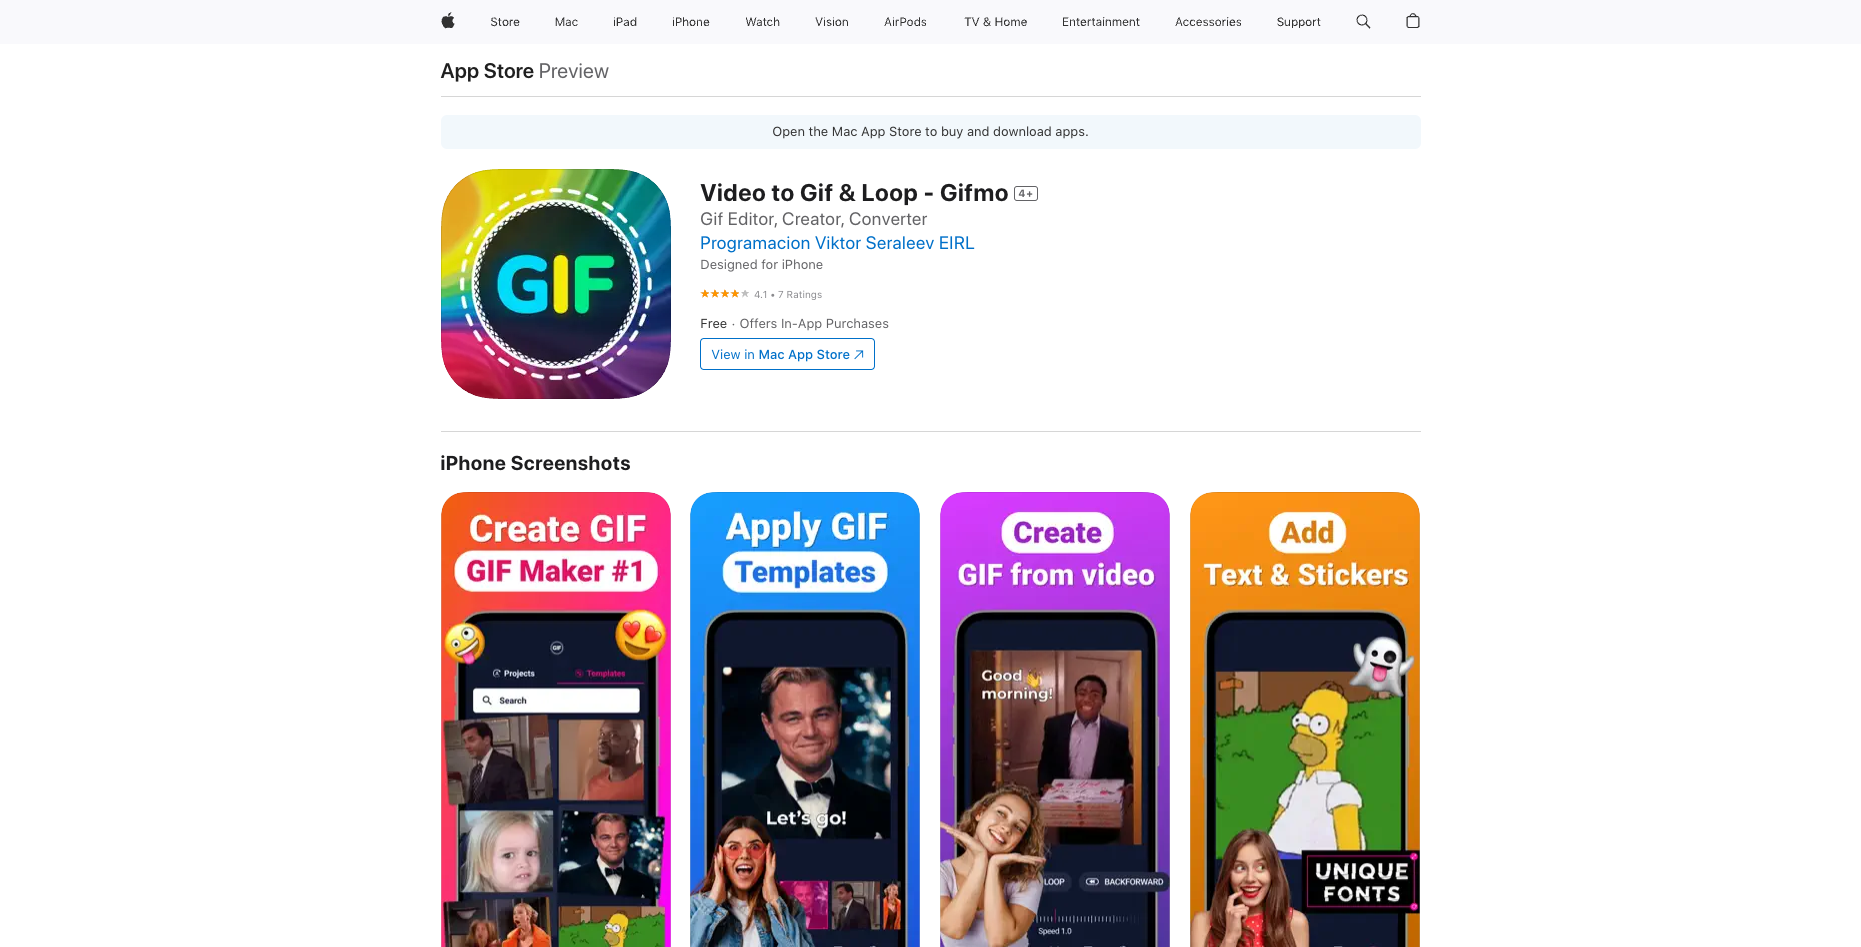 Store Mac iPad iPhone Watch Vision AirPods TV & Home Entertainment Accessories Support
App Store Preview
Open the Mac App Store to buy and download apps.
GIF
Video to Gif & Loop - Gifmo 4+
Gif Editor, Creator, Converter
Programacion Viktor Seraleev EIRL
Designed for iPhone
4.1 • 7 Ratings
Free · Offers In-App Purchases
View in Mac App Store
iPhone Screenshots
Create GIF
GIF Maker #1
GIF
Projects Templates
Search
Apply GIF
Templates
Let's go!
Create
GIF from video
Good
morning!
LOOP BACKFORWARD
Speed 1.0
Add
Text & Stickers
UNIQUE
FONTS